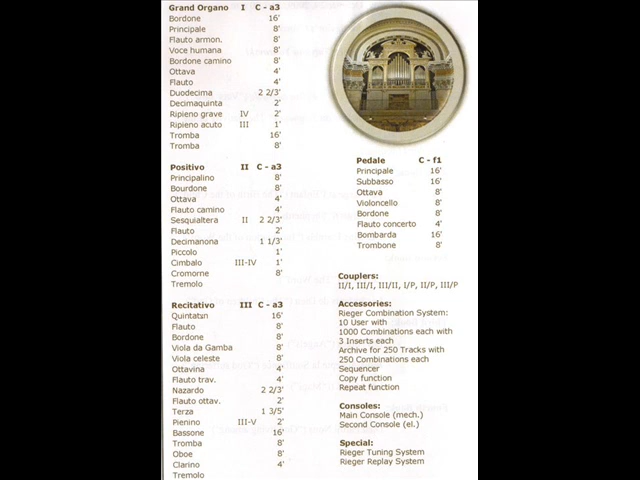 Grand Organo I C - a3
Bordone 16'
Principale 8'
Flauto armon. 8'
Voce humana 8'
Bordone camino 8'
Ottava 4'
Flauto 4'
Duodecima 2 2/3'
Decimaquinta 2'
Ripieno grave IV 2'
Ripieno acuto III 1'
Tromba 16'
Tromba 8'
Positivo II C - a3
Principalino 8'
Bourdone 8'
Ottava 4'
Flauto camino 4'
Sesquialtera II 2 2/3'
Flauto 2'
Decimanona 1 1/3'
Piccolo 1'
Cimbalo III-IV 1'
Cromorne 8'
Tremolo
Recitativo III C - a3
Quintatun 16'
Flauto 8'
Bordone 8'
Viola da Gamba 8'
Viola celeste 8'
Ottavina 4'
Flauto trav. 4'
Nazardo 2 2/3'
Flauto ottav. 2'
Terza 1 3/5'
Pienino III-V 2'
Bassone 16'
Tromba 8'
Oboe 8'
Clarino 4'
Tremolo
Pedale C - f1
Principale 16'
Subbasso 16'
Ottava 8'
Violoncello 8'
Bordone 8'
Flauto concerto 4'
Bombarda 16'
Trombone 8'
Couplers:
II/I, III/I, III/II, I/P, II/P, III/P
Accessories:
Rieger Combination System:
10 User with
1000 Combinations each with
3 Inserts each
Archive for 250 Tracks with
250 Combinations each
Sequencer
Copy function
Repeat function
Consoles:
Main Console (mech.)
Second Console (el.)
Special:
Rieger Tuning System
Rieger Replay System